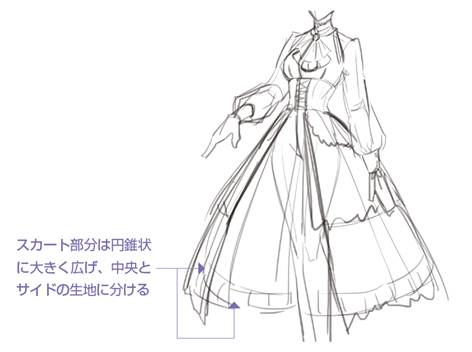 スカート部分は円錐状
に大きく広げ、中央と
サイドの生地に分ける